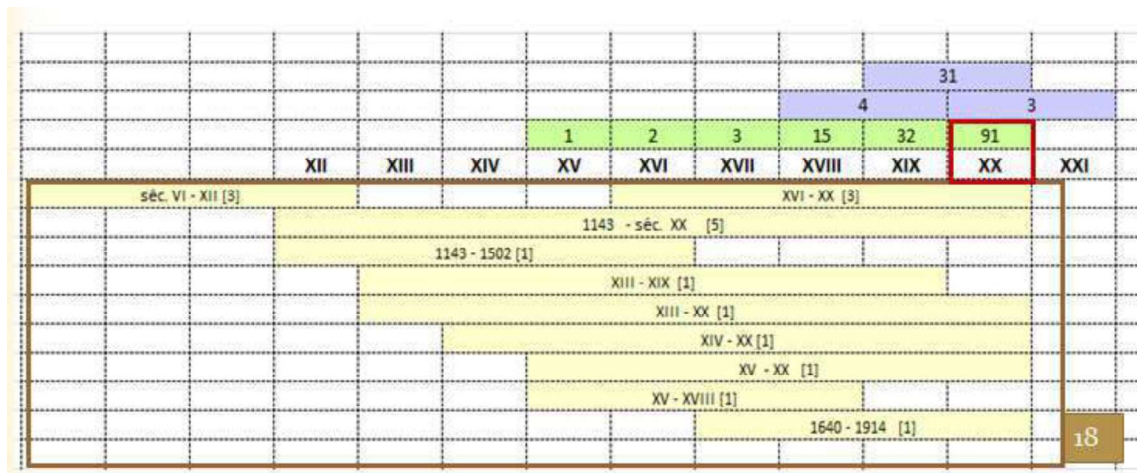 31
4 3
1 2 3 15 32 91
XII XIII XIV XV XVI XVII XVIII XIX XX XXI
séc. VI - XII [3] XVI - XX [3]
1143 - séc. XX [5]
1143 - 1502 [1]
XIII - XIX [1]
XIII - XX [1]
XIV - XX [1]
XV - XX [1]
XV - XVIII [1]
1640 - 1914 [1]
18